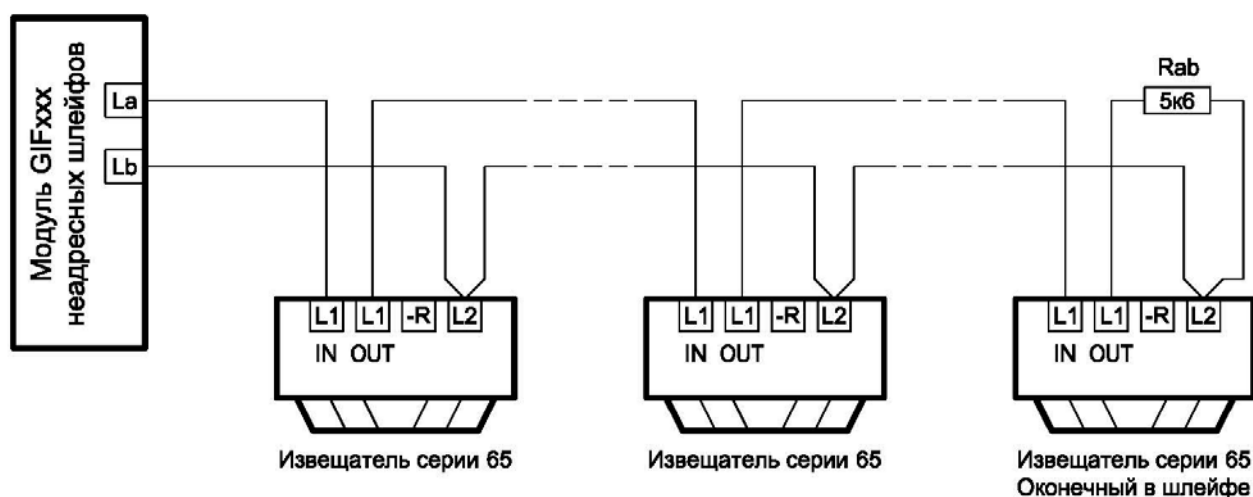 Модуль GIFxxx
неадресных шлейфов
La
Lb
Rab
5к6
L1 L1 -R L2
IN OUT
Извещатель серии 65
L1 L1 -R L2
IN OUT
Извещатель серии 65
L1 L1 -R L2
IN OUT
Извещатель серии 65
Оконечный в шлейфе